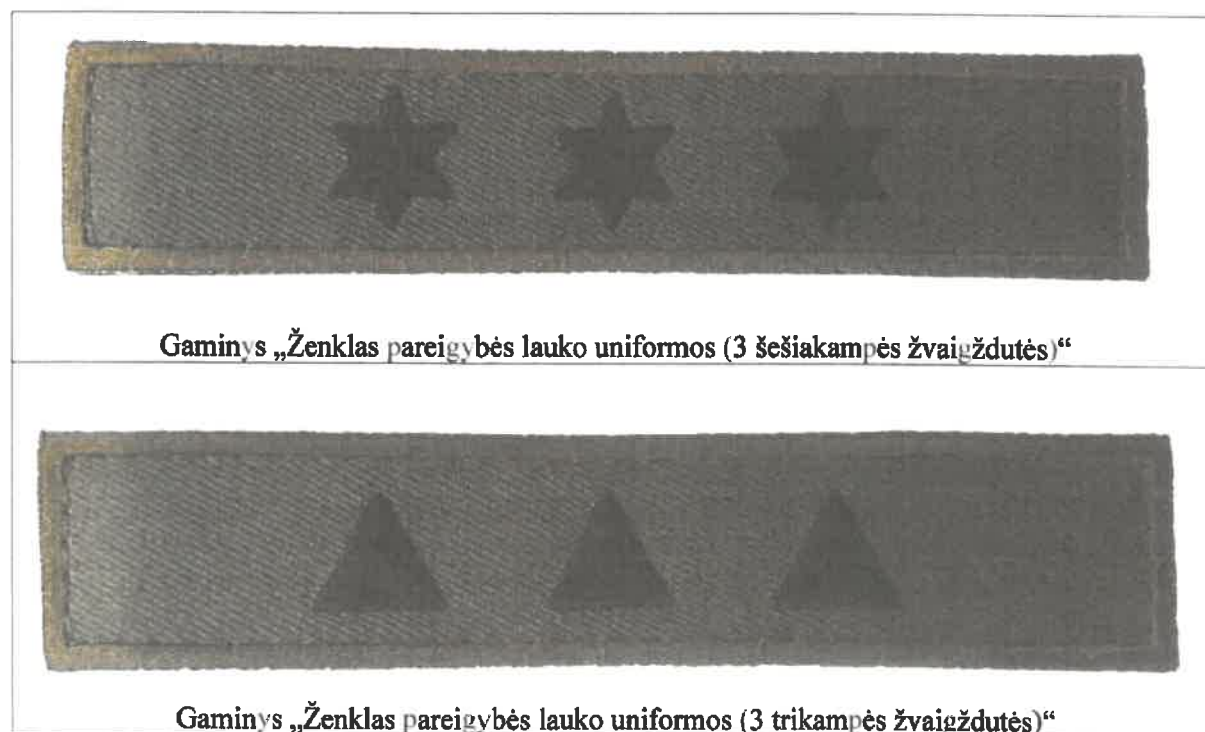 Gaminys „Ženklas pareigybės lauko uniformos (3 šešiakampės žvaigždutės)“
Gaminys „Ženklas pareigybės lauko uniformos (3 trikampės žvaigždutės)“